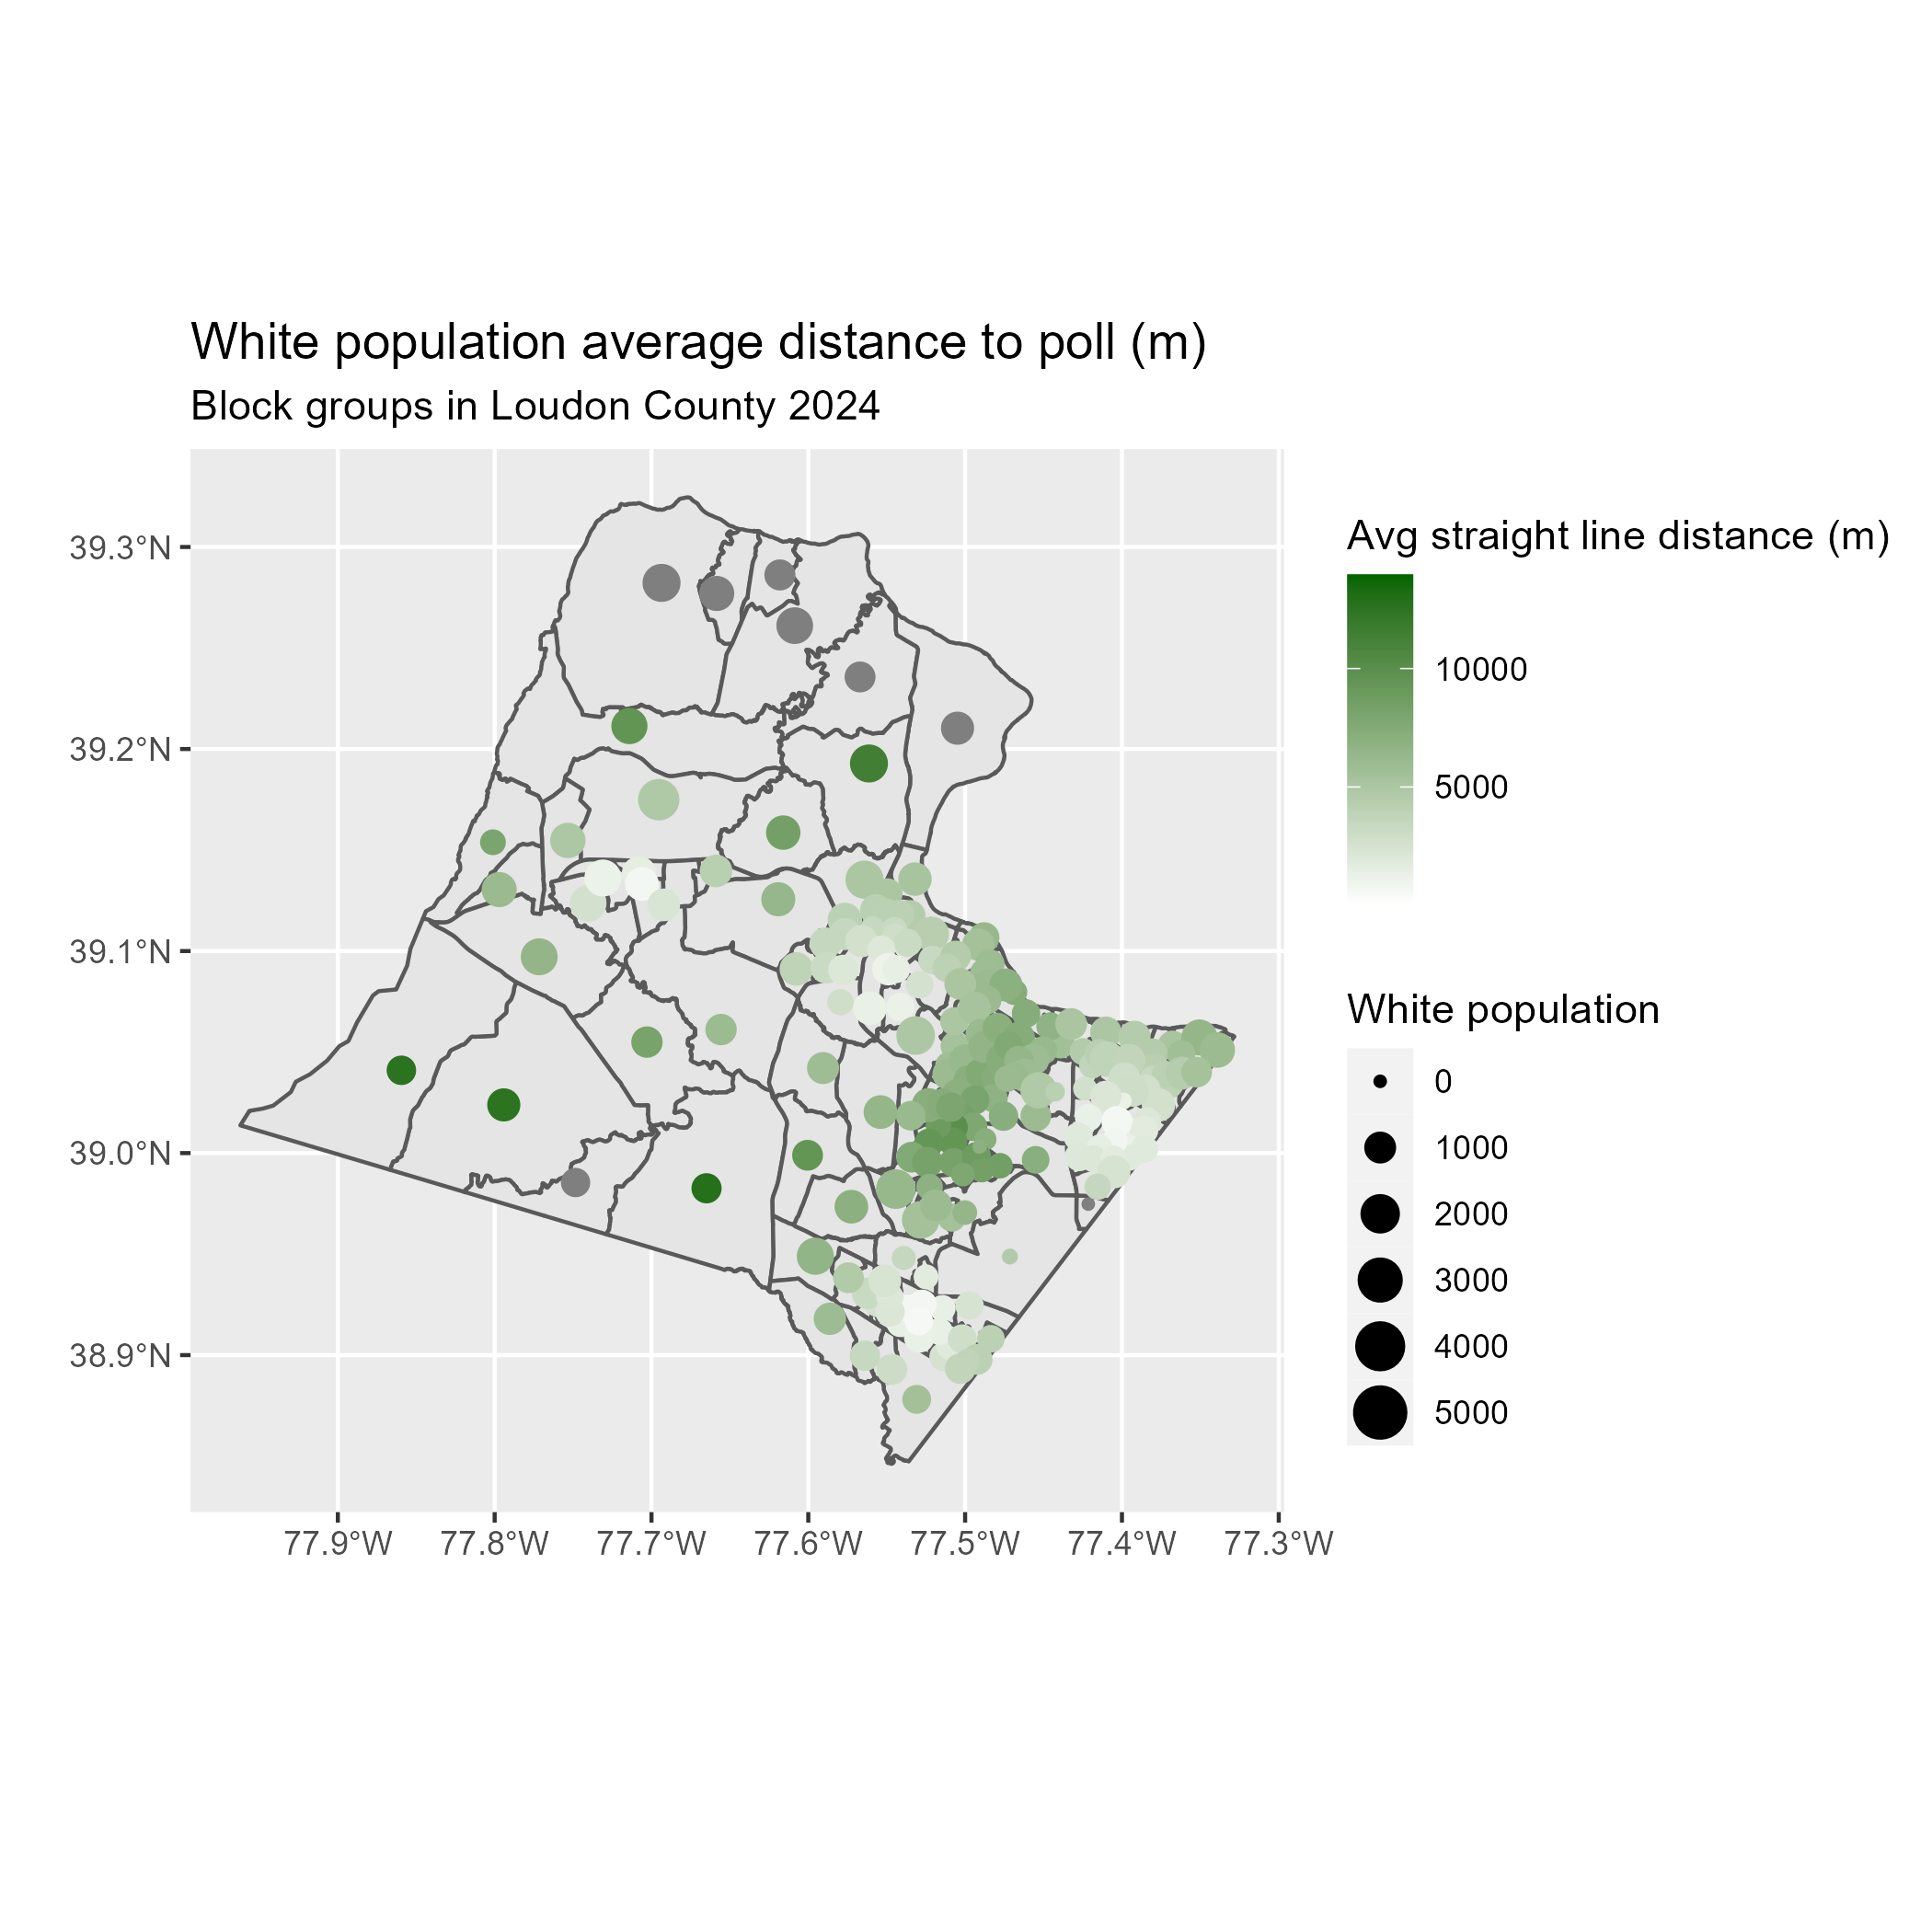 White population average distance to poll (m)
Block groups in Loudon County 2024
39.3°N
39.2°N
39.1°N
39.0°N
38.9°N
77.9°W 77.8°W 77.7°W 77.6°W 77.5°W 77.4°W 77.3°W
Avg straight line distance (m)
10000
5000
White population
0
1000
2000
3000
4000
5000